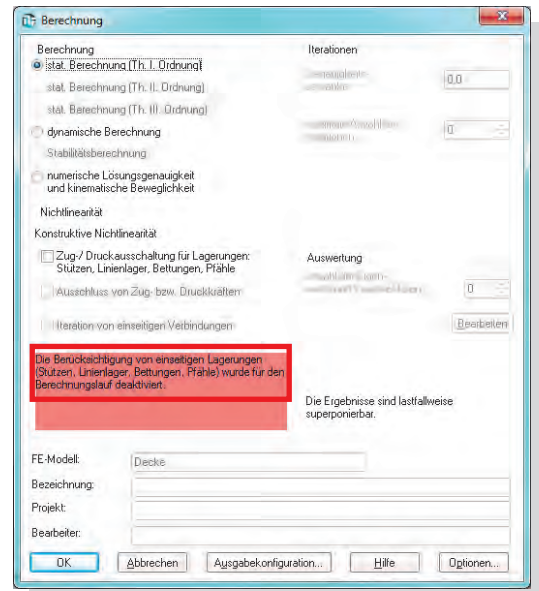 Berechnung
Berechnung
stat. Berechnung (Th. I. Ordnung)
stat. Berechnung (Th. II. Ordnung)
stat. Berechnung (Th. III. Ordnung)
dynamische Berechnung
Stabilitätsberechnung
numerische Lösungsgenauigkeit
und kinematische Beweglichkeit
Iterationen
0.0
0
Nichtlinearität
Konstruktive Nichtlinearität
Zug-/ Druckausschaltung für Lagerungen:
Stützen, Linienlager, Bettungen, Pfähle
Ausschluss von Zug- bzw. Druckkräften
Iteration von einseitigen Verbindungen
Auswertung
0
Bearbeiten
Die Berücksichtigung von einseitigen Lagerungen
(Stützen, Linienlager, Bettungen, Pfähle) wurde für den
Berechnungslauf deaktiviert.
Die Ergebnisse sind lastfallweise
superponierbar.
FE-Modell: Decke
Bezeichnung:
Projekt:
Bearbeiter:
OK Abbrechen Ausgabekonfiguration... Hilfe Optionen...